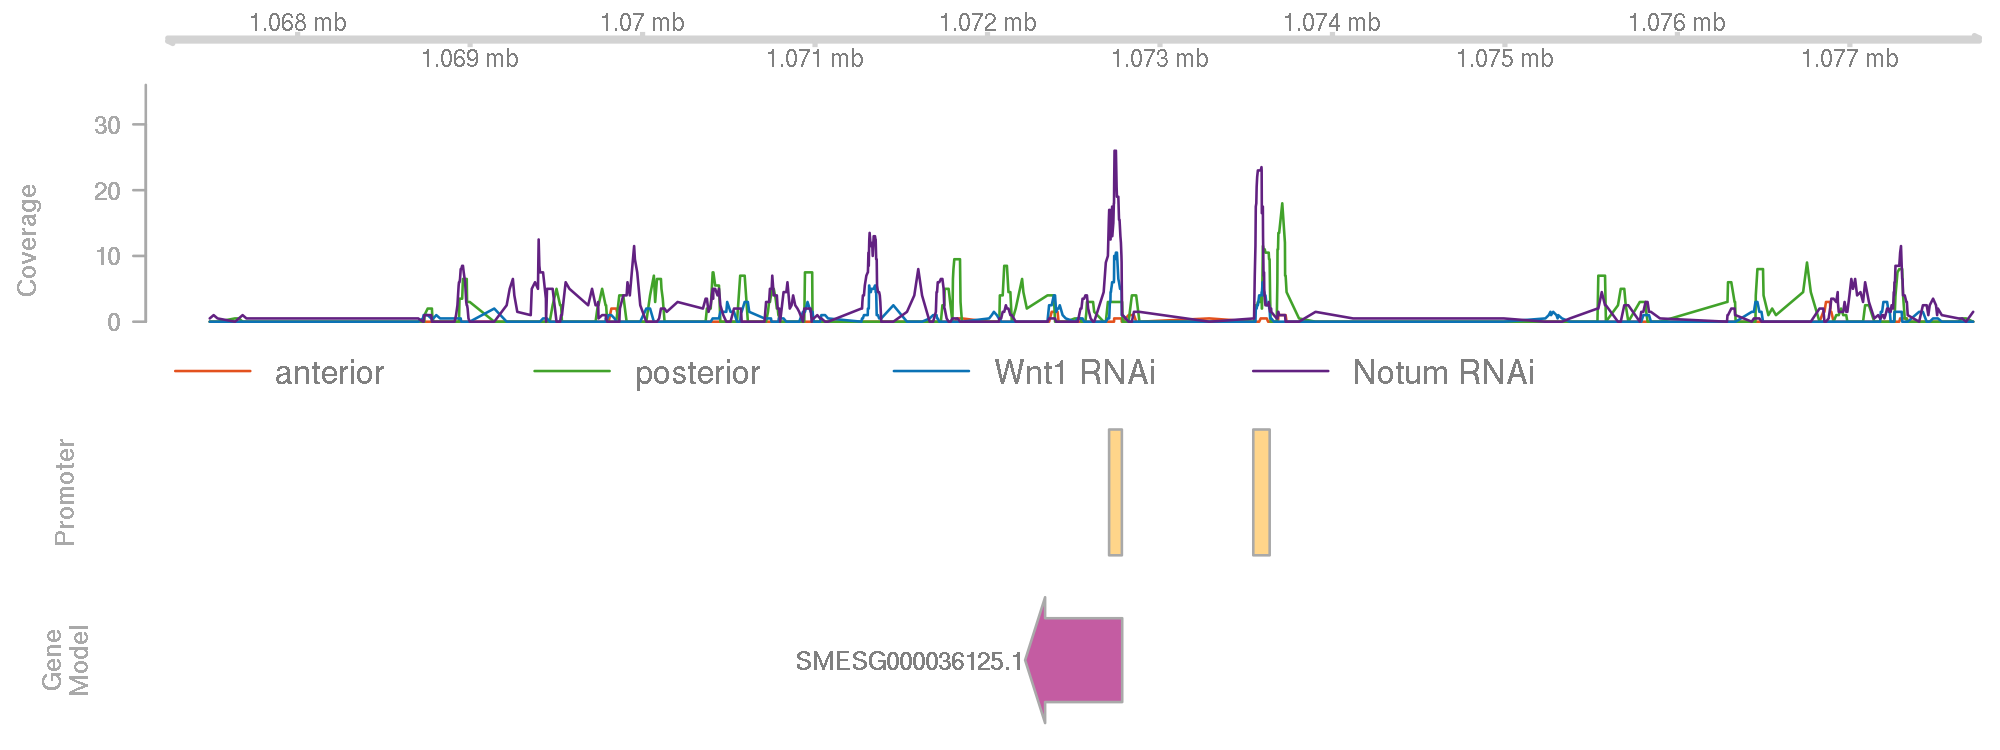 1.068 mb 1.07 mb 1.072 mb 1.074 mb 1.076 mb
1.069 mb 1.071 mb 1.073 mb 1.075 mb 1.077 mb
Coverage
30
20
10
0
anterior posterior Wnt1 RNAi Notum RNAi
Promoter
Gene
Model
SMESG000036125.1